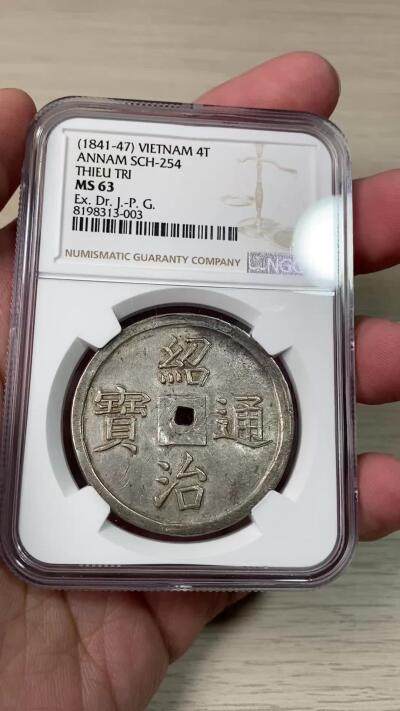 (1841-47) VIETNAM 4T
ANNAM SCH-254
THIEU TRI
MS 63
Ex. Dr. J.-P. G.
8198313-003
NUMISMATIC GUARANTY COMPANY NGC
紹
寶 通
治